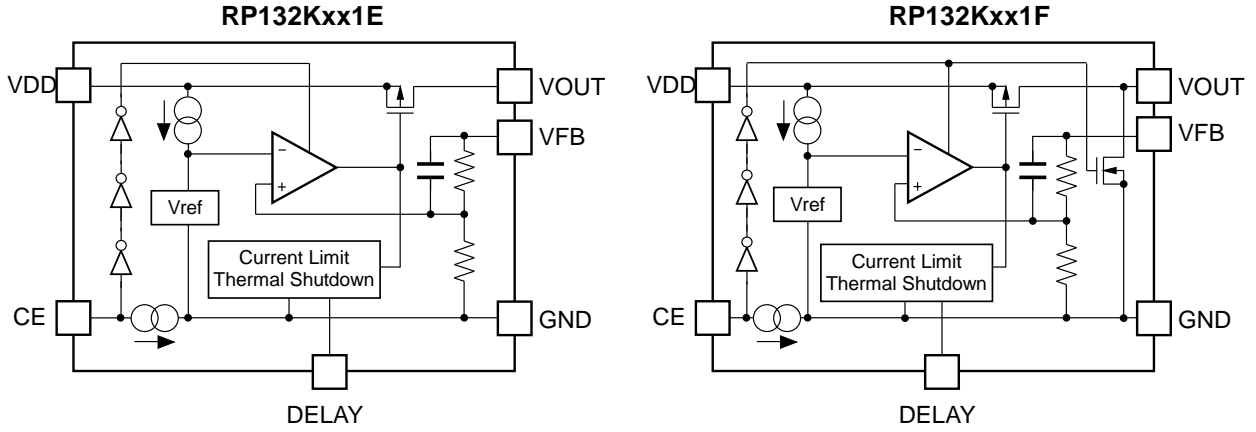 RP132Kxx1E
VDD
VOUT
VFB
−
+
Vref
Current Limit
Thermal Shutdown
CE
GND
DELAY
RP132Kxx1F
VDD
VOUT
VFB
−
+
Vref
Current Limit
Thermal Shutdown
CE
GND
DELAY